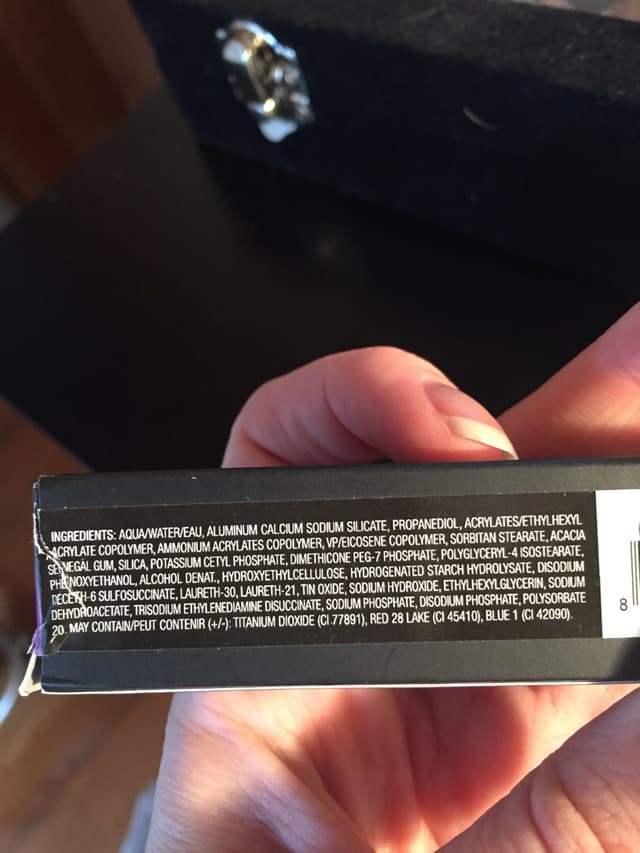 INGREDIENTS: AQUA/WATER/EAU, ALUMINUM CALCIUM SODIUM SILICATE, PROPANEDIOL, ACRYLATES/ETHYLHEXYL
ACRYLATE COPOLYMER, AMMONIUM ACRYLATES COPOLYMER, VP/EICOSENE COPOLYMER, SORBITAN STEARATE, ACACIA
SENEGAL GUM, SILICA, POTASSIUM CETYL PHOSPHATE, DIMETHICONE PEG-7 PHOSPHATE, POLYGLYCERYL-4 ISOSTEARATE,
PHENOXYETHANOL, ALCOHOL DENAT., HYDROXYETHYLCELLULOSE, HYDROGENATED STARCH HYDROLYSATE, DISODIUM
DECETH-6 SULFOSUCCINATE, LAURETH-30, LAURETH-21, TIN OXIDE, SODIUM HYDROXIDE, ETHYLHEXYLGLYCERIN, SODIUM
DEHYDROACETATE, TRISODIUM ETHYLENEDIAMINE DISUCCINATE, SODIUM PHOSPHATE, DISODIUM PHOSPHATE, POLYSORBATE
20. MAY CONTAIN/PEUT CONTENIR (+/-): TITANIUM DIOXIDE (CI 77891), RED 28 LAKE (CI 45410), BLUE 1 (CI 42090).
8